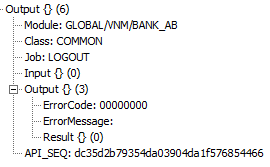 Output {} (6)
Module: GLOBAL/VNM/BANK_AB
Class: COMMON
Job: LOGOUT
Input {} (0)
Output {} (3)
ErrorCode: 00000000
ErrorMessage:
Result {} (0)
API_SEQ: dc35d2b79354da03904da1f576854466